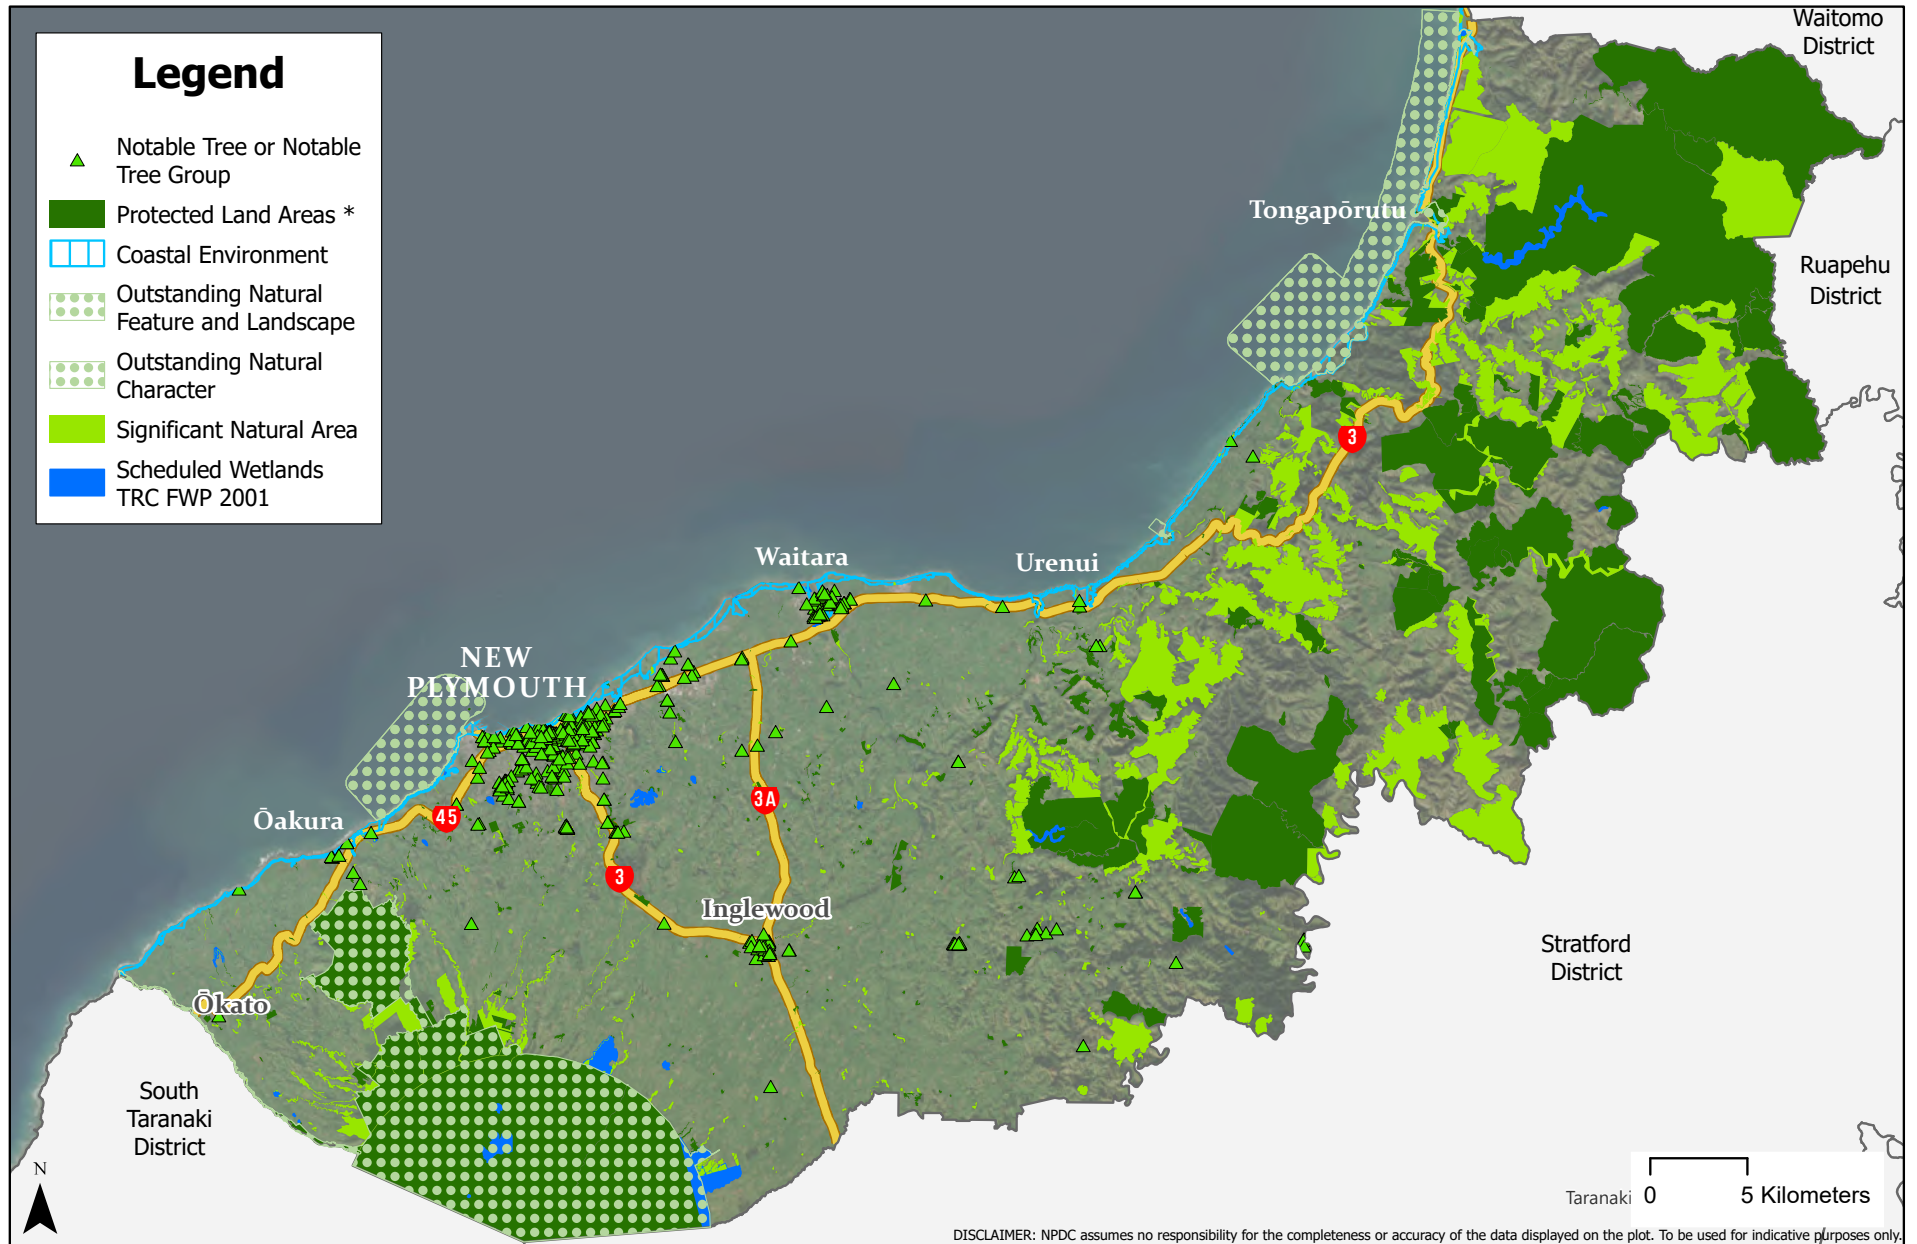 Legend
Notable Tree or Notable
Tree Group
Protected Land Areas *
Coastal Environment
Outstanding Natural
Feature and Landscape
Outstanding Natural
Character
Significant Natural Area
Scheduled Wetlands
TRC FWP 2001
Waitomo
District
Tongapōrutu
Ruapehu
District
3
Waitara
Urenui
NEW
PLYMOUTH
3A
45
Ōakura
3
Inglewood
Stratford
District
Ōkato
South
Taranaki
District
N
Taranaki
0
5 Kilometers
DISCLAIMER: NPDC assumes no responsibility for the completeness or accuracy of the data displayed on the plot. To be used for indicative purposes only.